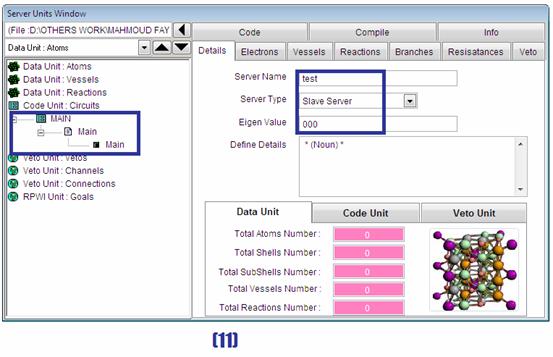 Server Units Window
(File :D:\OTHERS WORK\MAHMOUD FAY
Data Unit : Atoms
Data Unit : Atoms
Data Unit : Vessels
Data Unit : Reactions
Code Unit : Circuits
MAIN
Main
Main
Veto Unit : Vetos
Veto Unit : Channels
Veto Unit : Connections
RPWI Unit : Goals
Code
Compile
Info
Details
Electrons
Vessels
Reactions
Branches
Resisatances
Veto
Server Name
test
Server Type
Slave Server
Eigen Value
000
Define Details
* (Noun) *
Data Unit
Code Unit
Veto Unit
Total Atoms Number :
0
Total Shells Number :
0
Total SubShells Number :
0
Total Vessels Number :
0
Total Reactions Number :
0
(11)